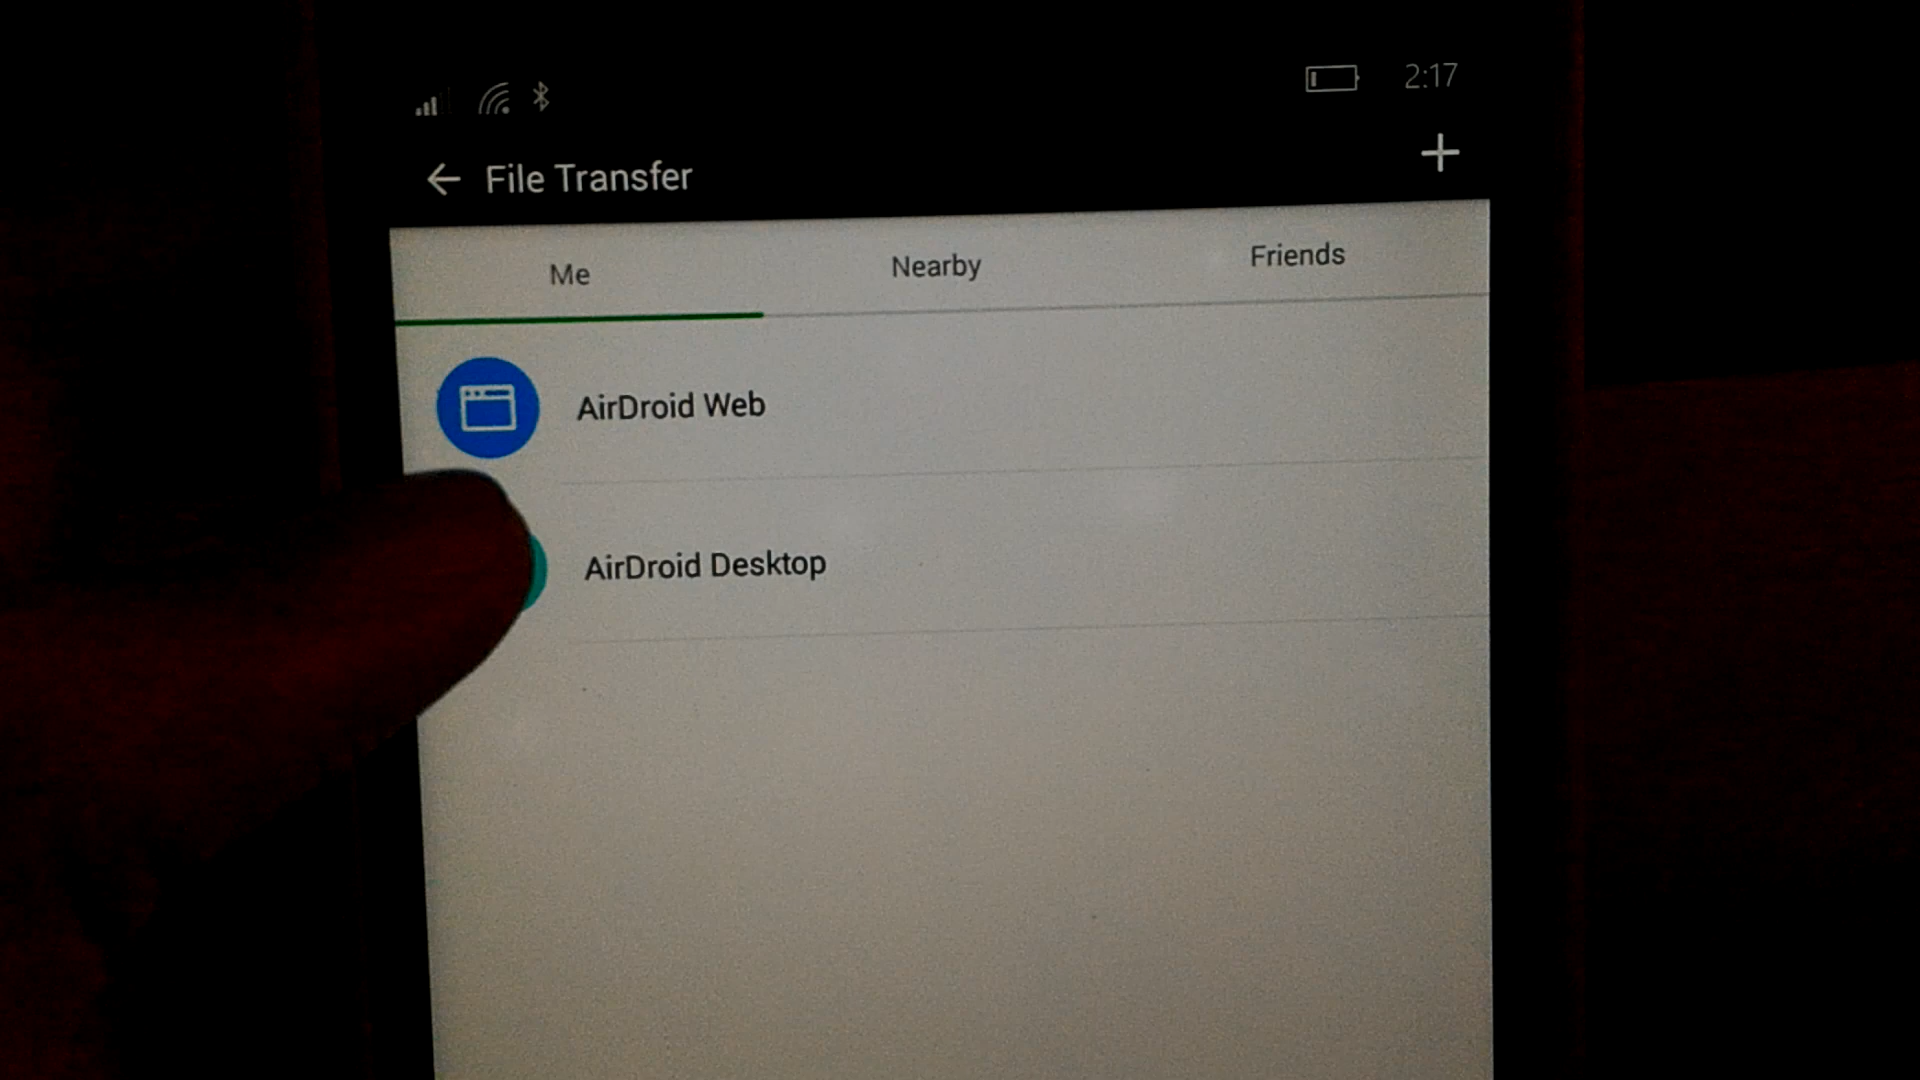 2:17
File Transfer
Me Nearby Friends
AirDroid Web
AirDroid Desktop